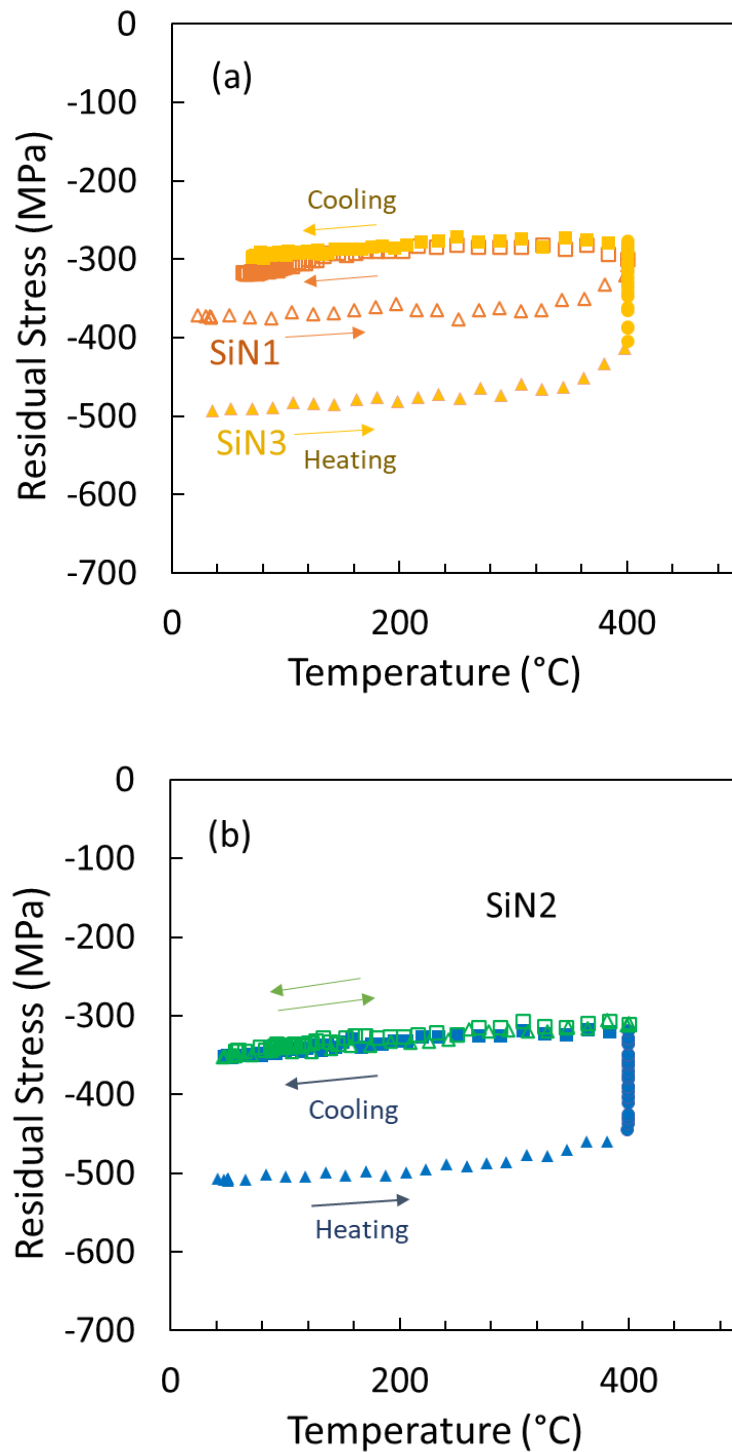 0
(a)
-100
-200
Cooling
-300
-400
SiN1
-500
SiN3
Heating
-600
-700
0
200
400
Residual Stress (MPa)
Temperature (°C)
0
(b)
-100
SiN2
-200
-300
-400
Cooling
-500
Heating
-600
-700
0
200
400
Residual Stress (MPa)
Temperature (°C)